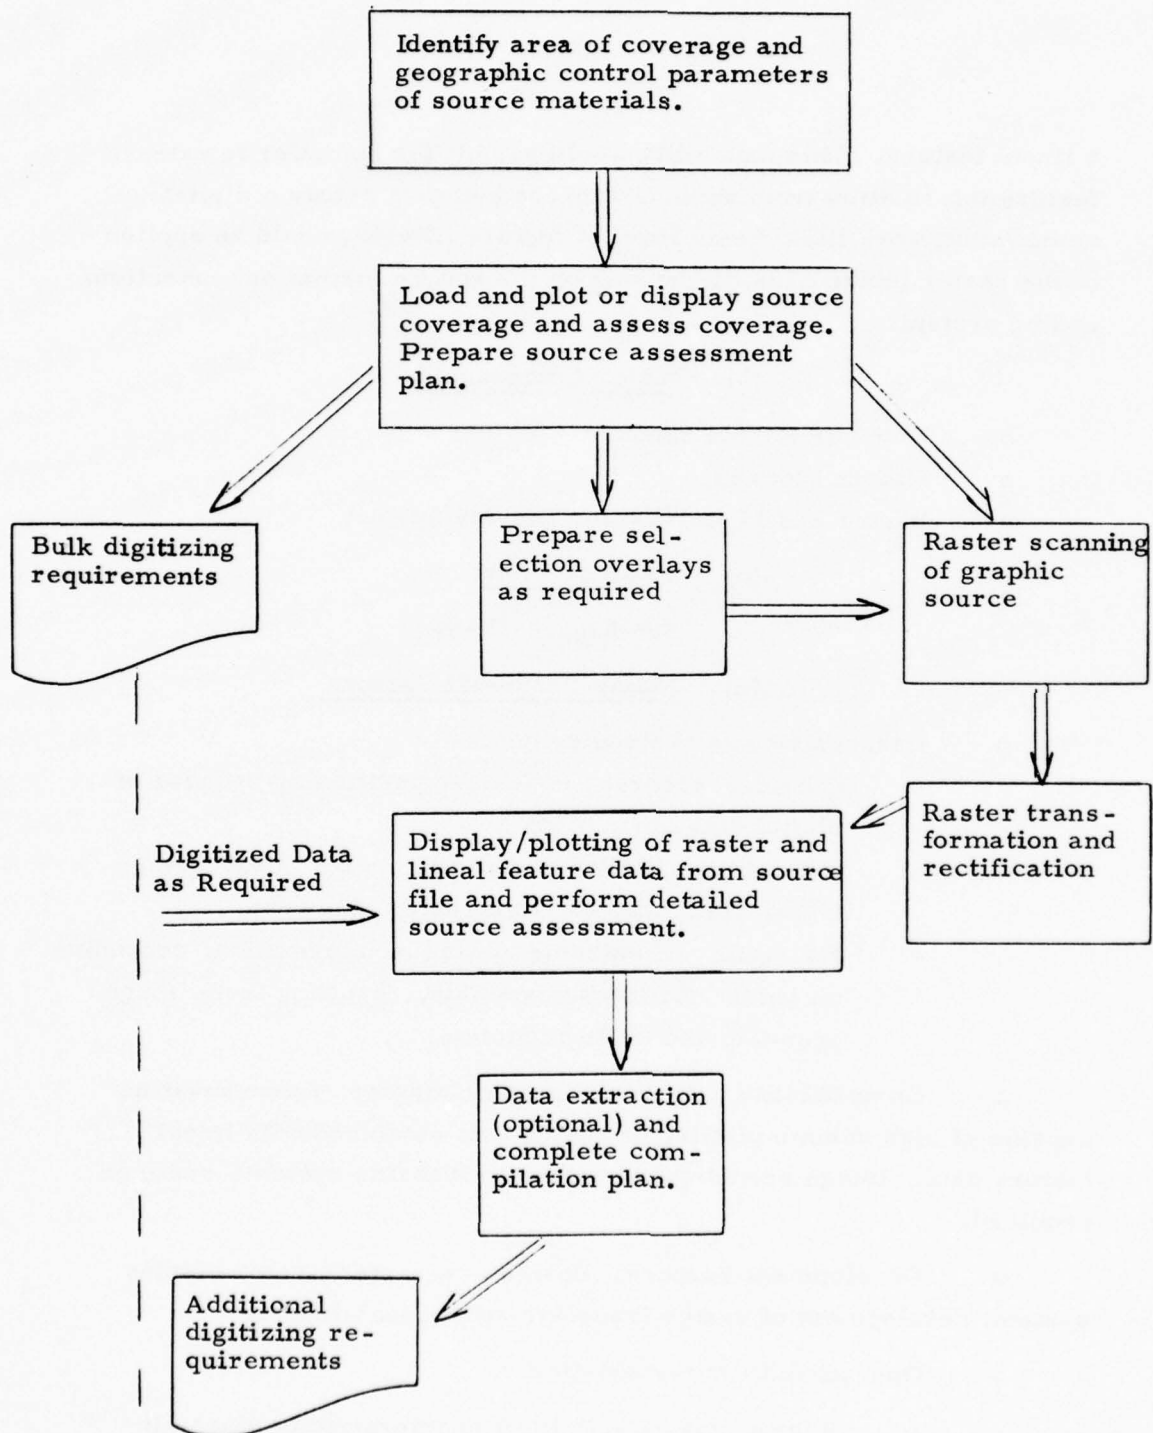 Identify area of coverage and
geographic control parameters
of source materials.
Load and plot or display source
coverage and assess coverage.
Prepare source assessment
plan.
Bulk digitizing
requirements
Prepare sel-
ection overlays
as required
Raster scanning
of graphic
source
Raster trans-
formation and
rectification
Digitized Data
as Required
Display/plotting of raster and
lineal feature data from source
file and perform detailed
source assessment.
Data extraction
(optional) and
complete com-
pilation plan.
Additional
digitizing re-
quirements